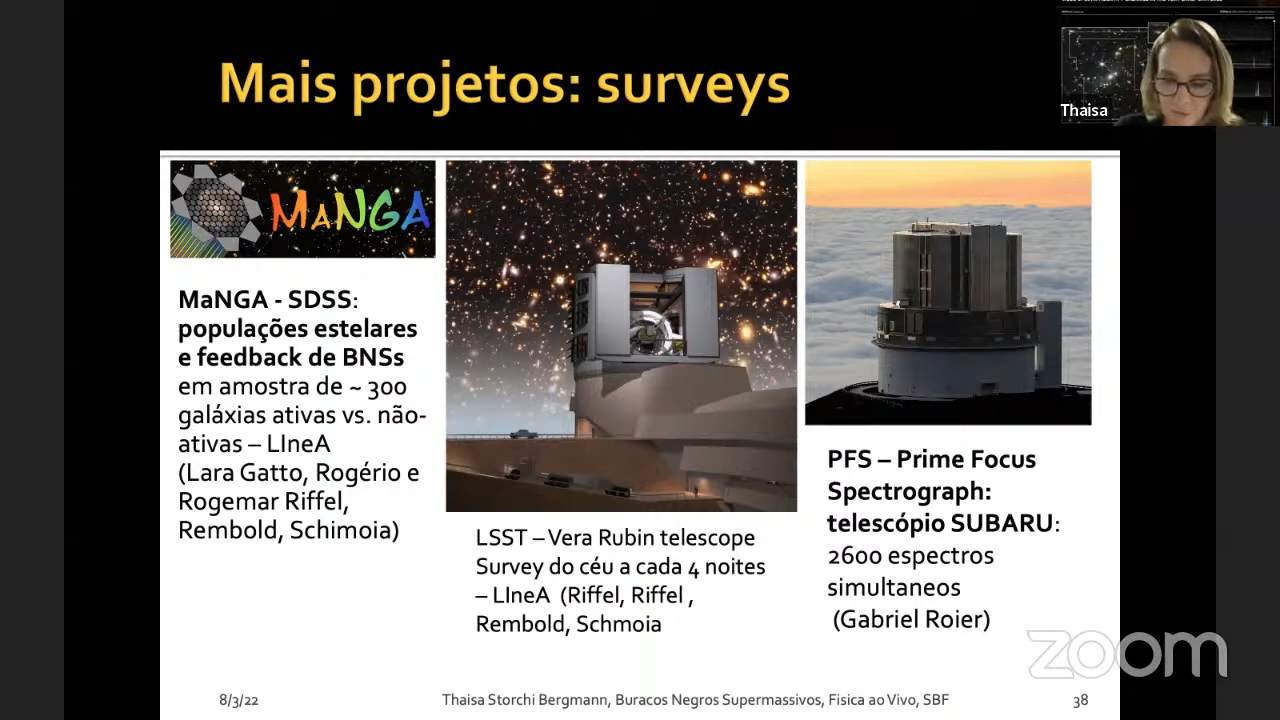 Mais projetos: surveys
Thaisa
MaNGA
MaNGA - SDSS:
populações estelares
e feedback de BNSs
em amostra de ~ 300
galáxias ativas vs. não-
ativas – LIneA
(Lara Gatto, Rogério e
Rogemar Riffel,
Rembold, Schimoia)
LSST – Vera Rubin telescope
Survey do céu a cada 4 noites
– LIneA (Riffel, Riffel ,
Rembold, Schmoia
PFS – Prime Focus
Spectrograph:
telescópio SUBARU:
2600 espectros
simultaneos
(Gabriel Roier)
zoom
8/3/22
Thaisa Storchi Bergmann, Buracos Negros Supermassivos, Fisica ao Vivo, SBF
38